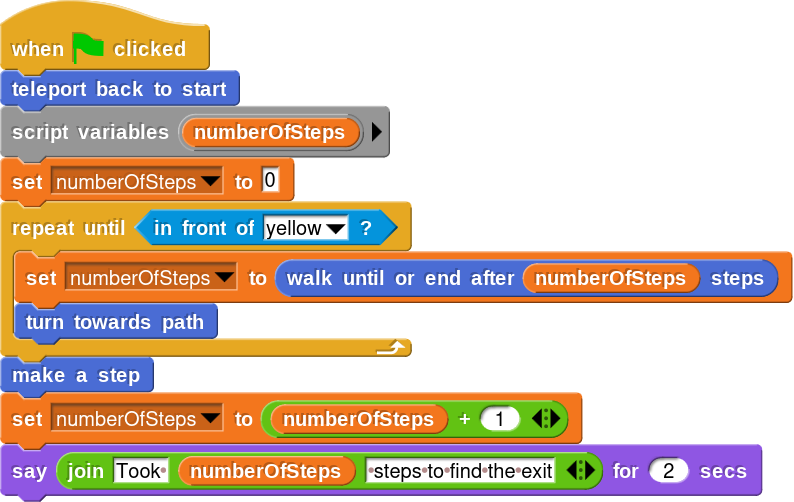 when clicked
teleport back to start
script variables numberOfSteps
set numberOfSteps to 0
repeat until in front of yellow ?
set numberOfSteps to walk until or end after numberOfSteps steps
turn towards path
make a step
set numberOfSteps to numberOfSteps + 1
say join Took numberOfSteps steps to find the exit for 2 secs